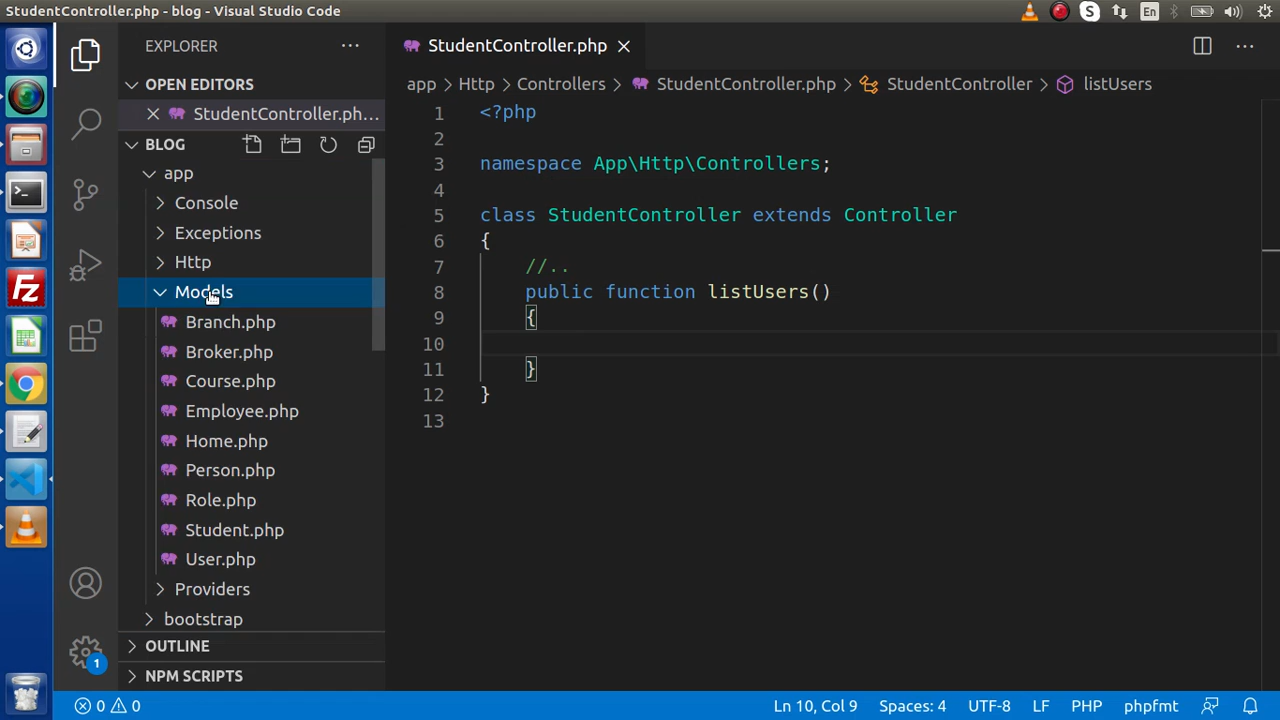 StudentController.php - blog - Visual Studio Code
S
En
EXPLORER
OPEN EDITORS
StudentController.ph...
BLOG
app
Console
Exceptions
Http
Models
Branch.php
Broker.php
Course.php
Employee.php
Home.php
Person.php
Role.php
Student.php
User.php
Providers
bootstrap
OUTLINE
NPM SCRIPTS
Fz
1
StudentController.php
app > Http > Controllers > StudentController.php > StudentController > listUsers
1 <?php
2
3 namespace App\Http\Controllers;
4
5 class StudentController extends Controller
6 {
7 //..
8 public function listUsers()
9 {
10
11 }
12 }
13
0 0 Ln 10, Col 9 Spaces: 4 UTF-8 LF PHP phpfmt